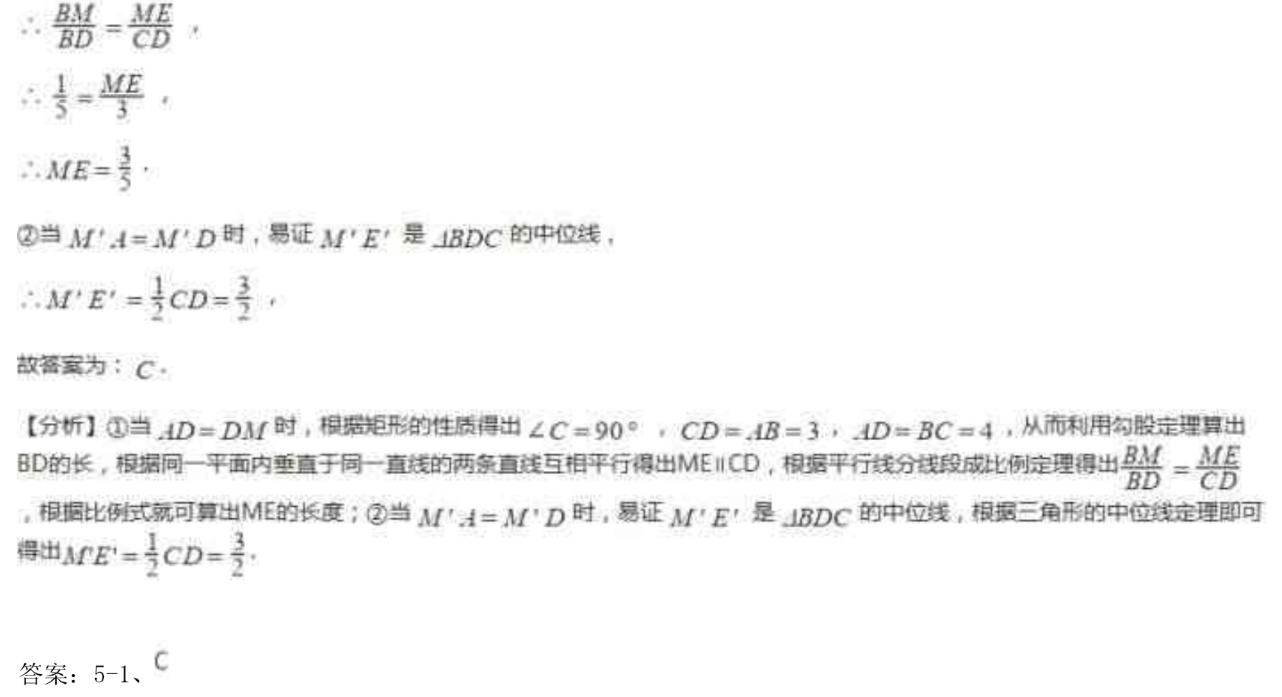 ∴ BM/BD = ME/CD ，
∴ 1/5 = ME/3 ，
∴ ME = 3/5 .
②当 M′A = M′D 时，易证 M′E′ 是 ΔBDC 的中位线，
∴ M′E′ = 1/2 CD = 3/2 ，
故答案为： C .
【分析】①当 AD = DM 时，根据矩形的性质得出 ∠C = 90° ， CD = AB = 3 ， AD = BC = 4 ，从而利用勾股定理算出
BD的长，根据同一平面内垂直于同一直线的两条直线互相平行得出ME∥CD，根据平行线分线段成比例定理得出 BM/BD = ME/CD
，根据比例式就可算出ME的长度；②当 M′A = M′D 时，易证 M′E′ 是 ΔBDC 的中位线，根据三角形的中位线定理即可
得出M'E' = 1/2 CD = 3/2 .
答案：5-1、C